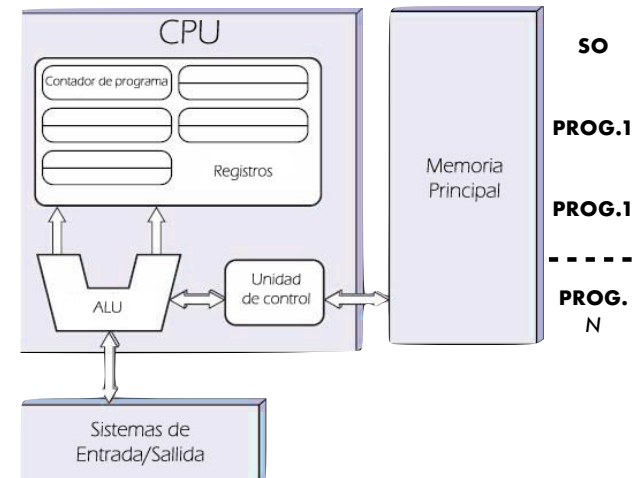 CPU
Contador de programa
Registros
ALU
Unidad
de control
Memoria
Principal
SO
PROG.1
PROG.1
PROG.
N
Sistemas de
Entrada/Sallida